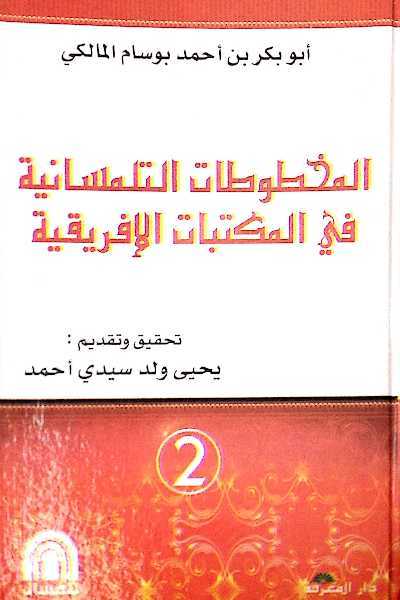 أبو بكر بن أحمد بوسام المالكي
المخطوطات التلمسانية
في المكتبات الإفريقية
تحقيق وتقديم :
يحيى ولد سيدي أحمد
2
تلمسان
دار المعرفة